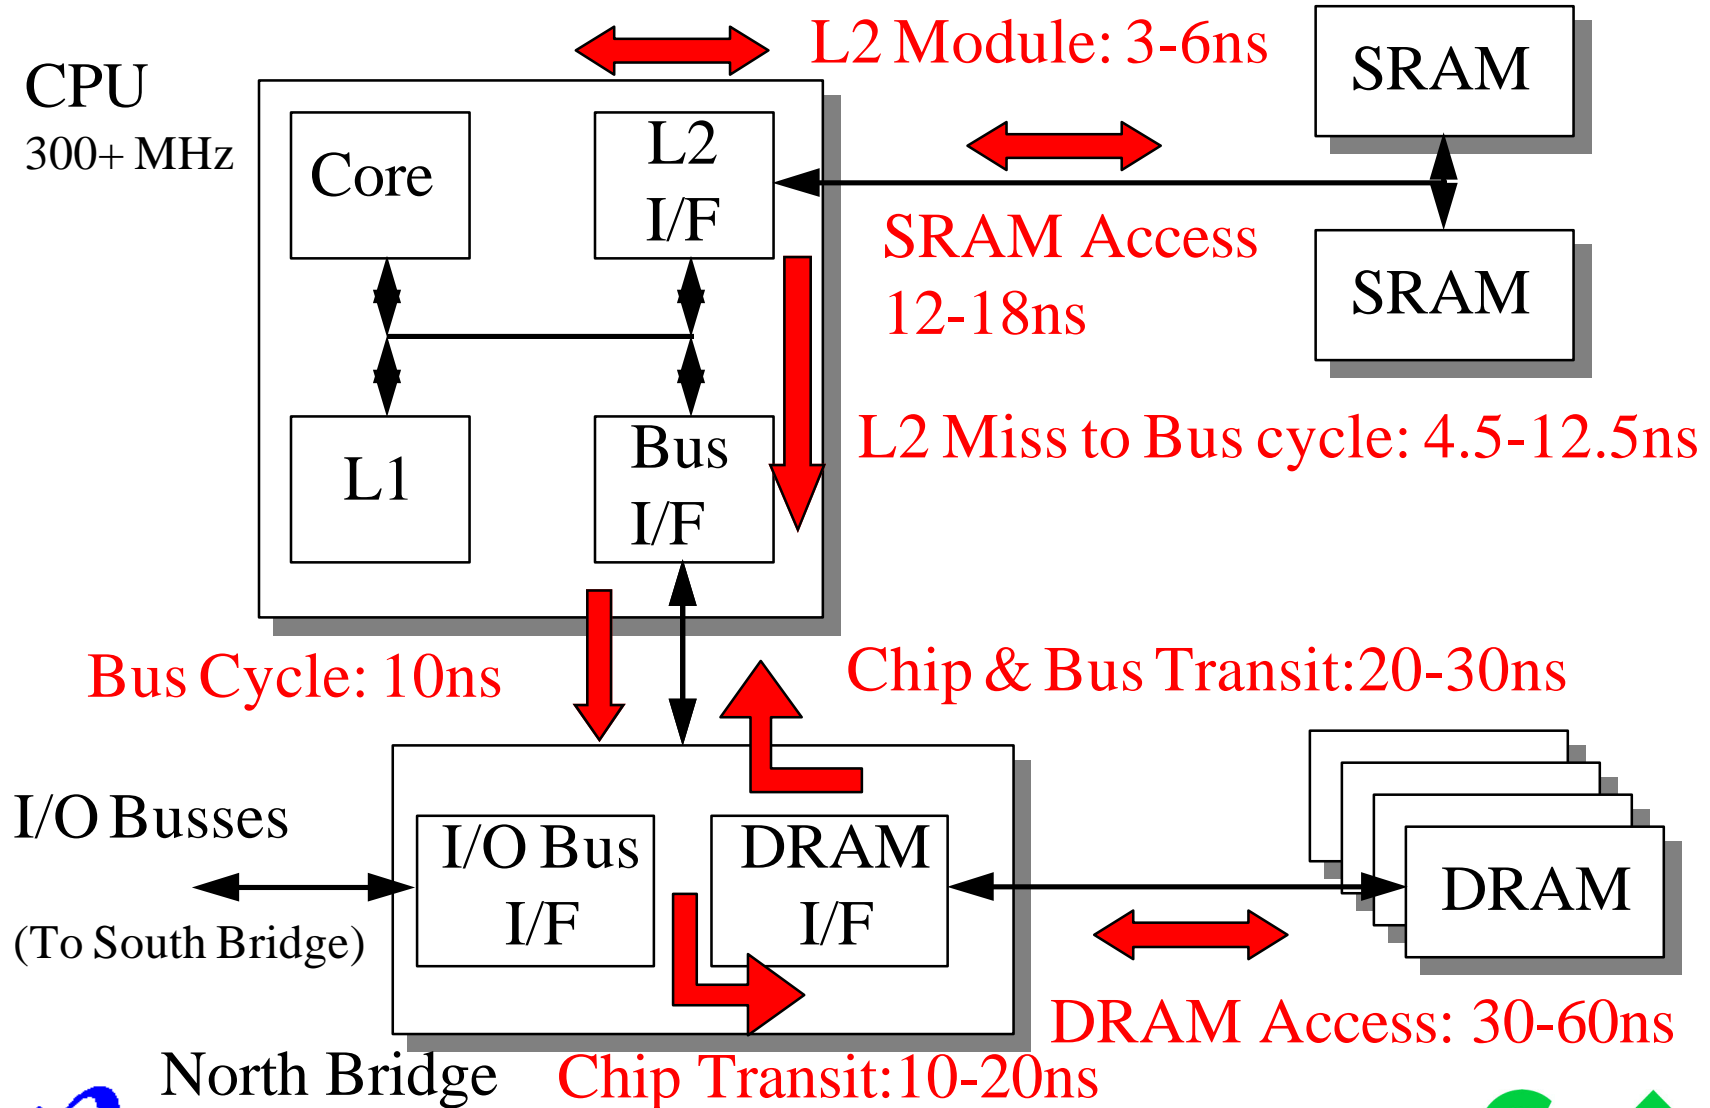 L2 Module: 3-6ns
CPU
300+ MHz
SRAM
Core
L2
I/F
SRAM Access
12-18ns
SRAM
L1
Bus
I/F
L2 Miss to Bus cycle: 4.5-12.5ns
Bus Cycle: 10ns
Chip & Bus Transit:20-30ns
I/O Busses
(To South Bridge)
I/O Bus
I/F
DRAM
I/F
DRAM
DRAM Access: 30-60ns
North Bridge
Chip Transit:10-20ns